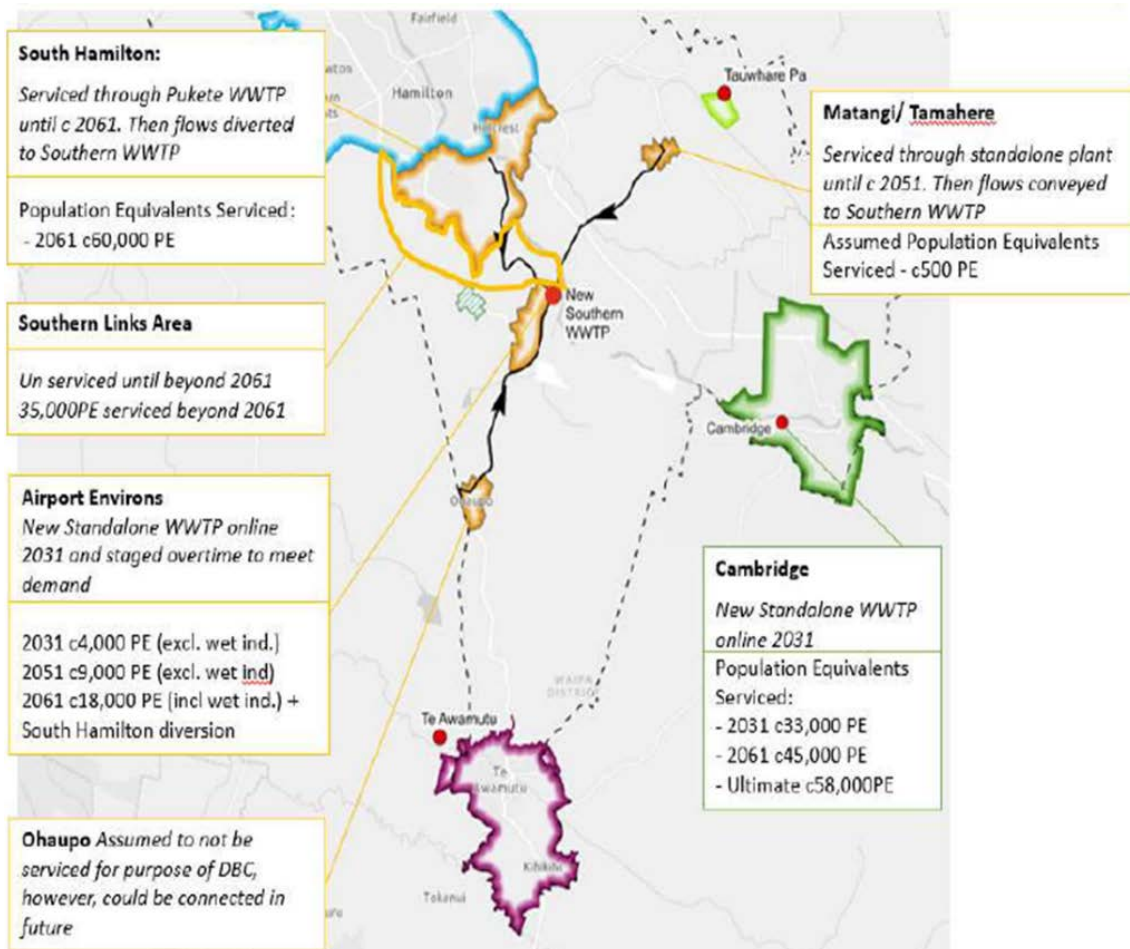 South Hamilton:
Serviced through Pukete WWTP
until c 2061. Then flows diverted
to Southern WWTP
Population Equivalents Serviced:
- 2061 c60,000 PE
Southern Links Area
Un serviced until beyond 2061
35,000PE serviced beyond 2061
Airport Environs
New Standalone WWTP online
2031 and staged overtime to meet
demand
2031 c4,000 PE (excl. wet ind.)
2051 c9,000 PE (excl. wet ind)
2061 c18,000 PE (incl wet ind.) +
South Hamilton diversion
Ohaupo Assumed to not be
serviced for purpose of DBC,
however, could be connected in
future
Fairfield
Hamilton
Hillcrest
Tauwhare Pa
New
Southern
WWTP
Cambridge
Ohaupo
WAIPA
DISTRICT
Te Awamutu
Te
Awamutu
Kihikihi
Tokanui
Matangi/ Tamahere
Serviced through standalone plant
until c 2051. Then flows conveyed
to Southern WWTP
Assumed Population Equivalents
Serviced - c500 PE
Cambridge
New Standalone WWTP
online 2031
Population Equivalents
Serviced:
- 2031 c33,000 PE
- 2061 c45,000 PE
- Ultimate c58,000PE